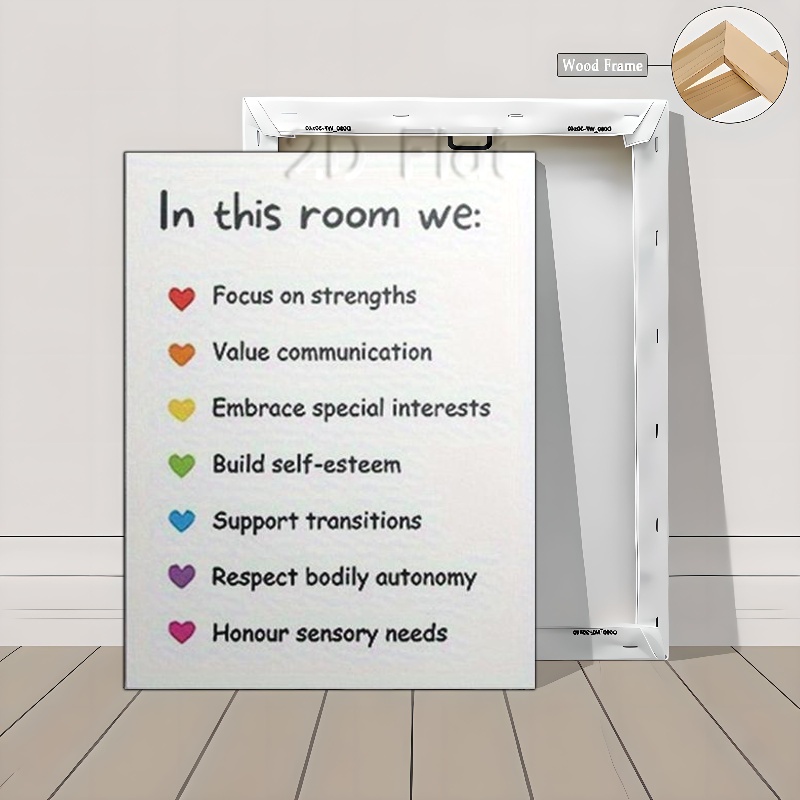 Wood Frame
2D Flot
In this room we:
Focus on strengths
Value communication
Embrace special interests
Build self-esteem
Support transitions
Respect bodily autonomy
Honour sensory needs